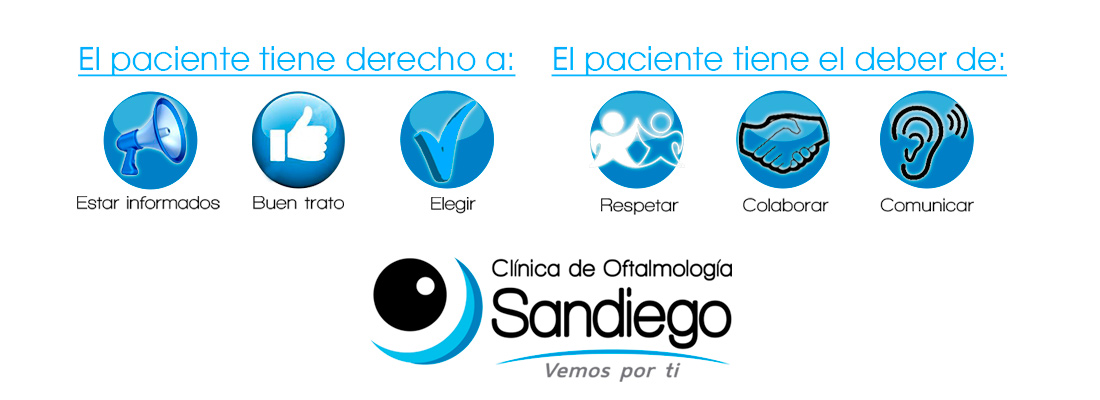 El paciente tiene derecho a:
Estar informados
Buen trato
Elegir
El paciente tiene el deber de:
Respetar
Colaborar
Comunicar
Clínica de Oftalmología
Sandiego
Vemos por ti